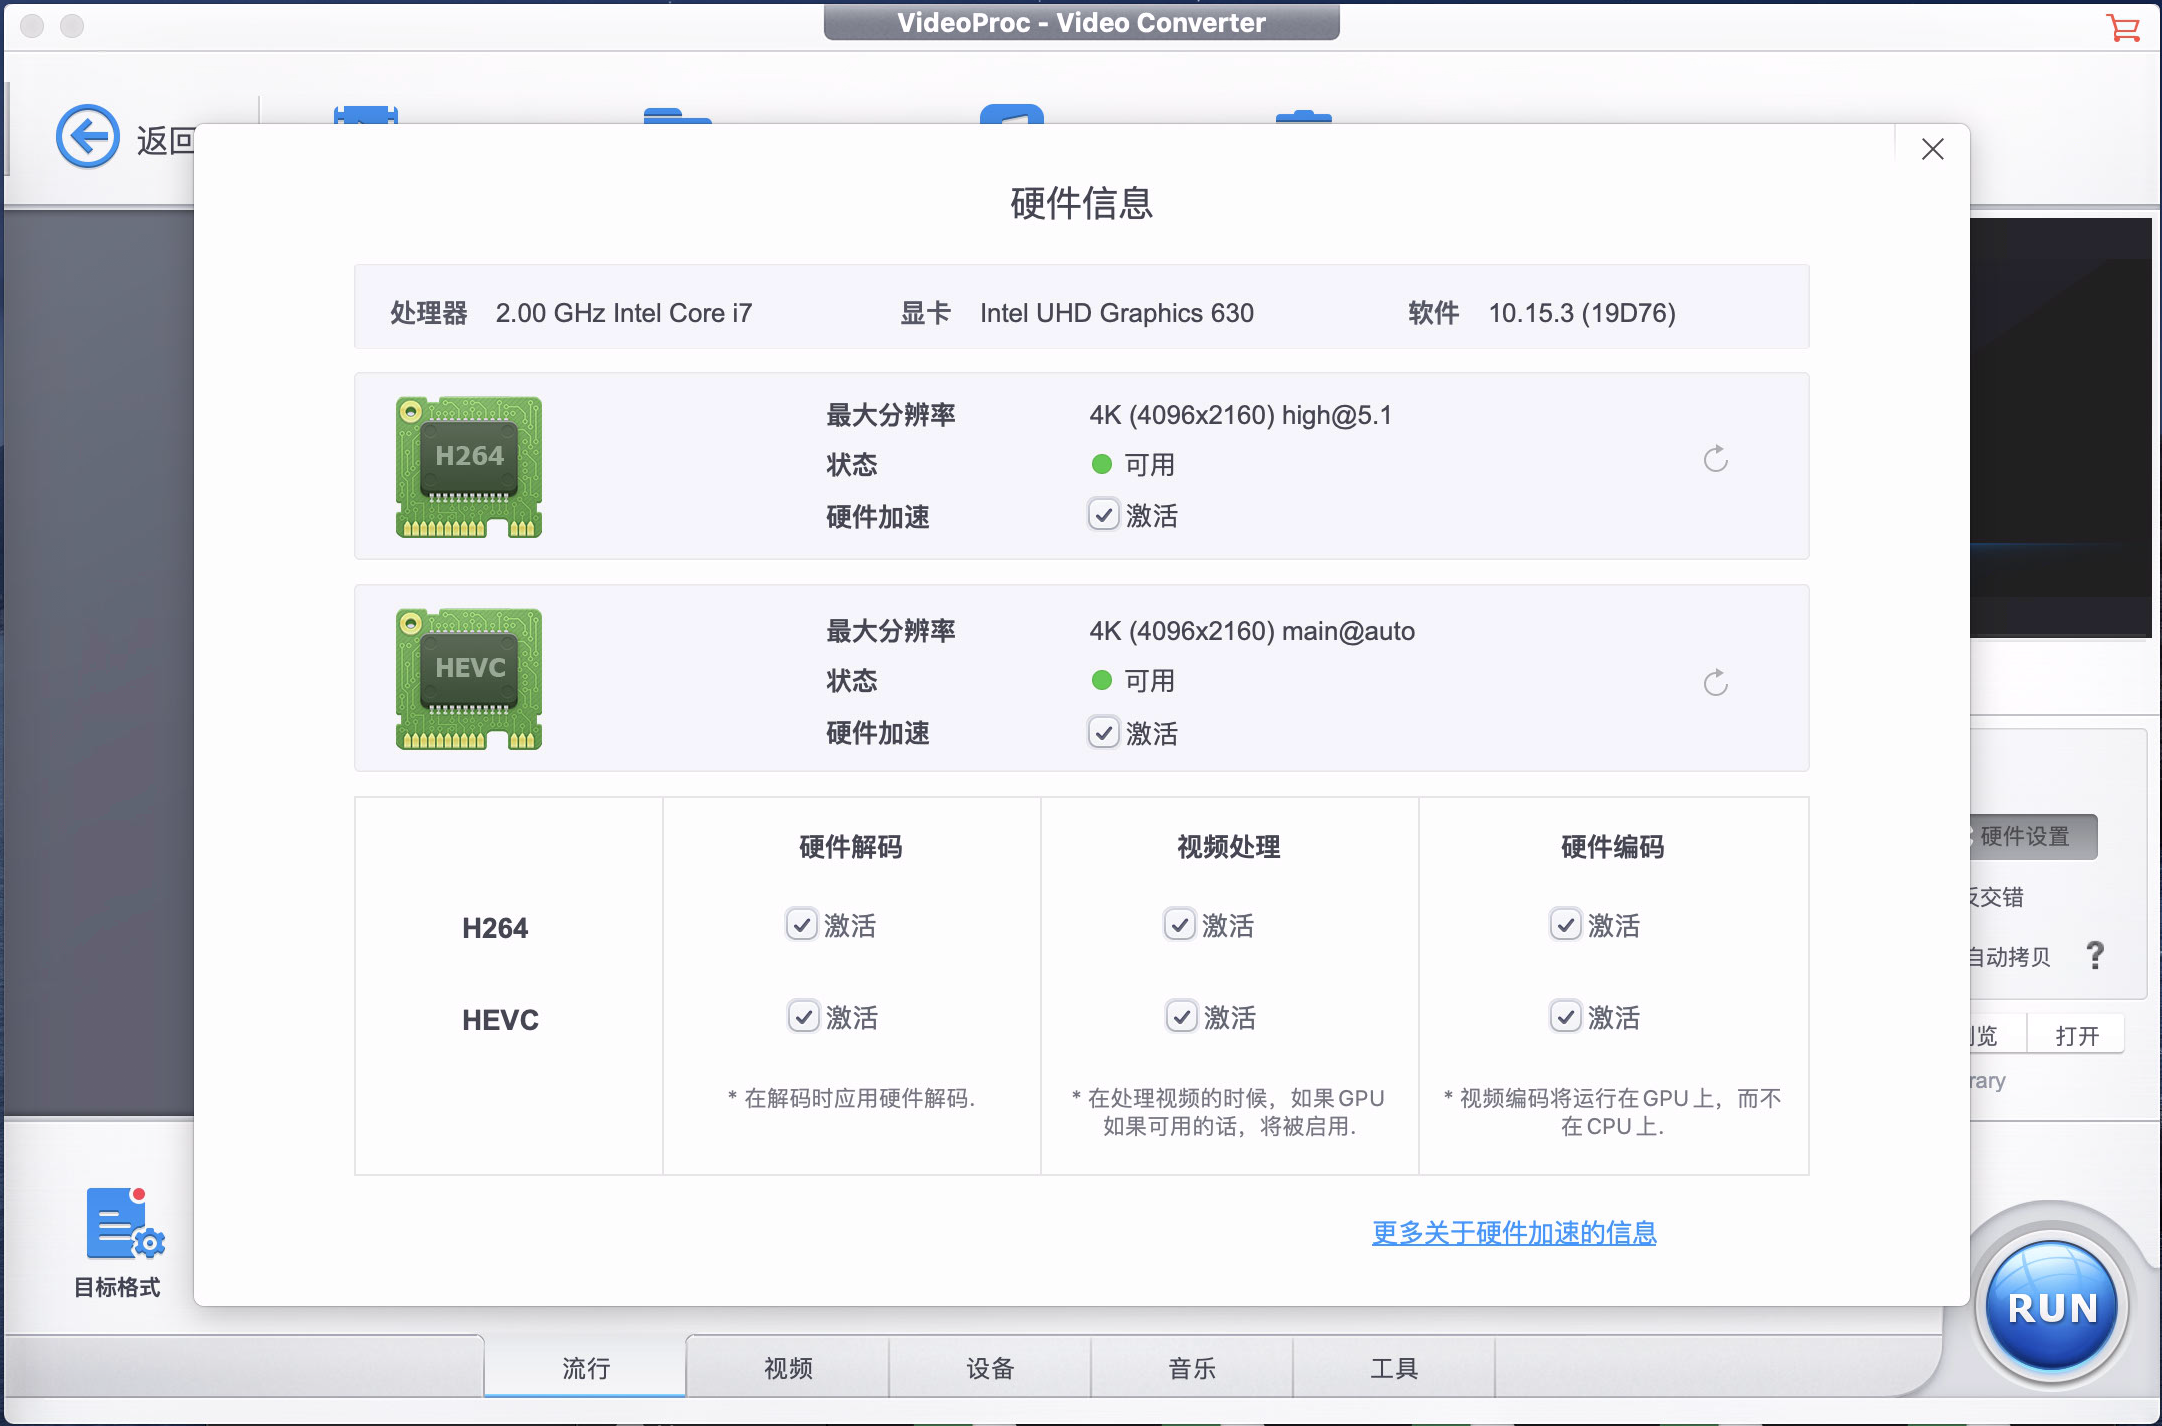 VideoProc - Video Converter
返回
硬件信息
处理器 2.00 GHz Intel Core i7 显卡 Intel UHD Graphics 630 软件 10.15.3 (19D76)
H264
最大分辨率 4K (4096x2160) high@5.1
状态 可用
硬件加速 激活
HEVC
最大分辨率 4K (4096x2160) main@auto
状态 可用
硬件加速 激活
硬件解码 视频处理 硬件编码
H264 激活 激活 激活
HEVC 激活 激活 激活
* 在解码时应用硬件解码.
* 在处理视频的时候，如果GPU
如果可用的话，将被启用.
* 视频编码将运行在GPU上，而不
在CPU上.
更多关于硬件加速的信息
硬件设置
交错
自动拷贝 ?
览 打开
rary
目标格式
RUN
流行 视频 设备 音乐 工具